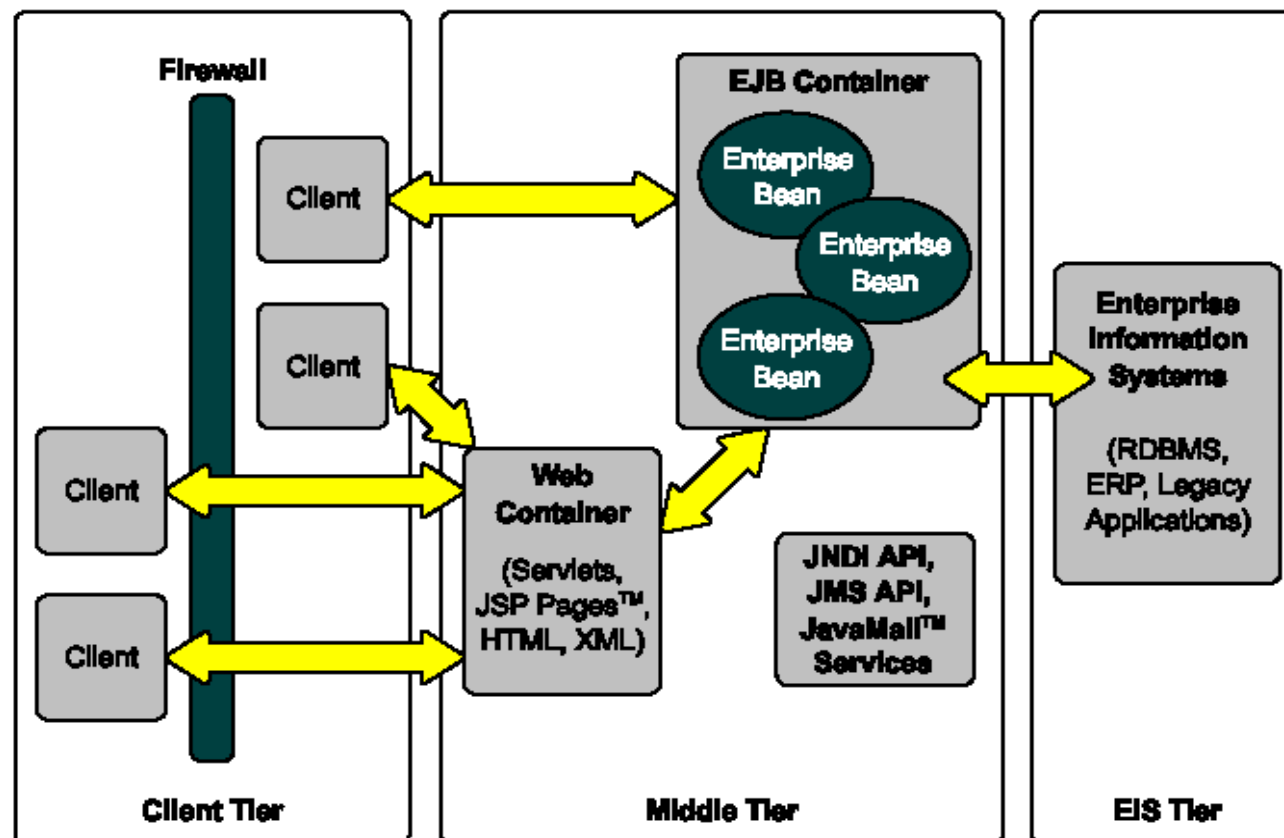 Firewall
Client
Client
Client
Client
Client Tier
EJB Container
Enterprise
Bean
Enterprise
Bean
Enterprise
Bean
Web
Container
(Servlets,
JSP Pages™,
HTML, XML)
JNDI API,
JMS API,
JavaMail™
Services
Middle Tier
Enterprise
Information
Systems
(RDBMS,
ERP, Legacy
Applications)
EIS Tier